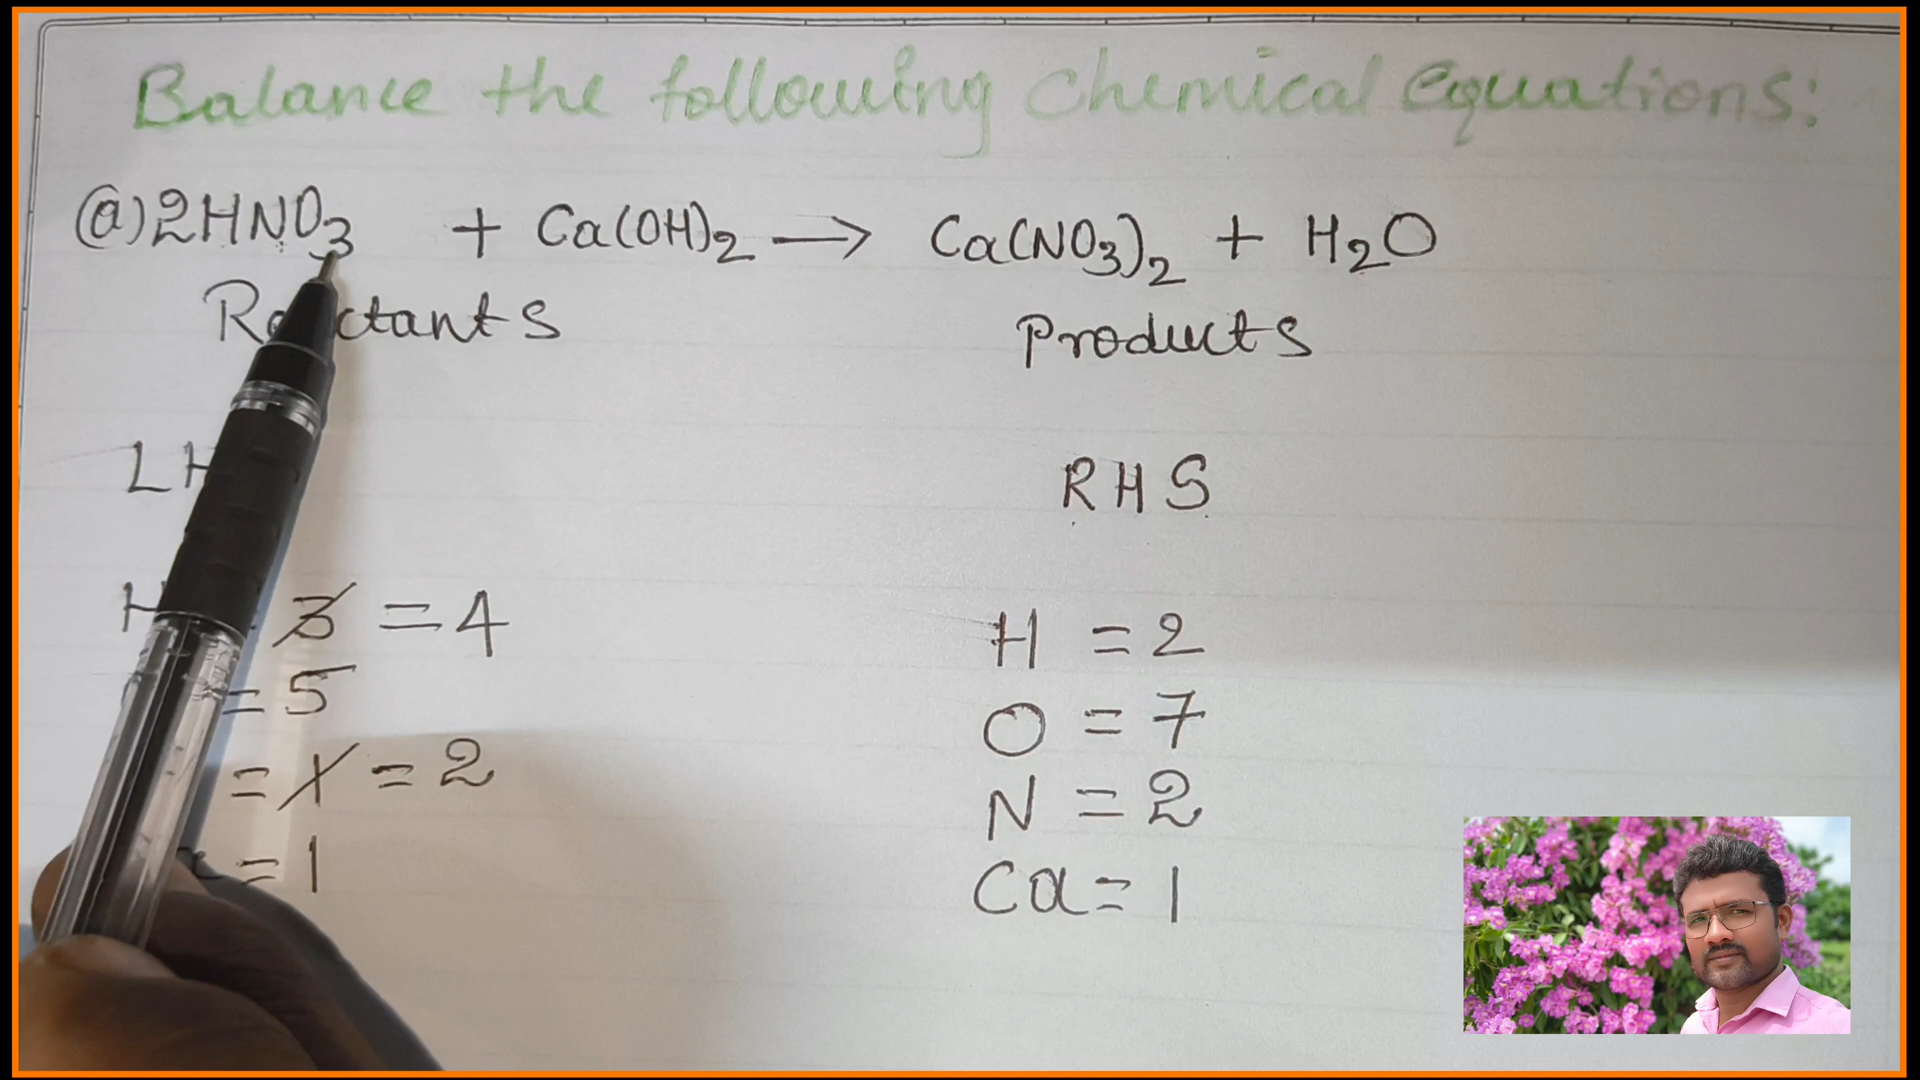 Balance the following Chemical equations:
(a) 2HNO₃ + Ca(OH)₂ → Ca(NO₃)₂ + H₂O
Products
RHS
3 = 4
H = 2
= 5
O = 7
= 1 = 2
N = 2
= 1
Ca = 1